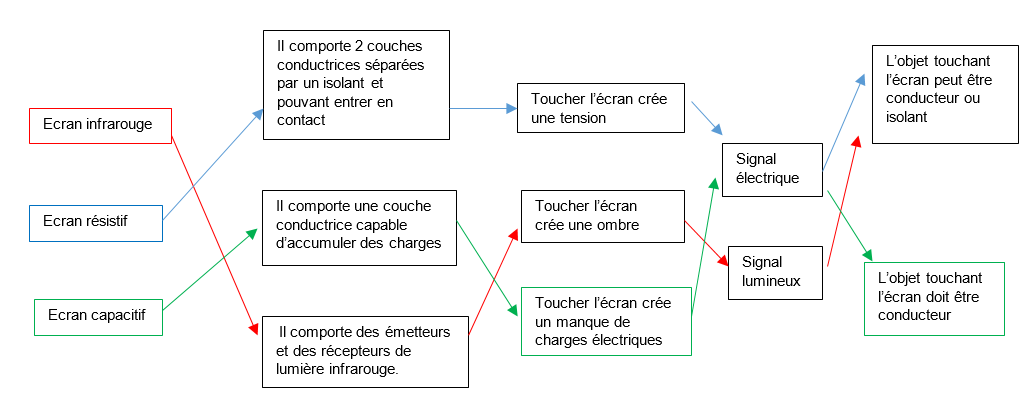 Ecran infrarouge
Ecran résistif
Ecran capacitif
Il comporte 2 couches
conductrices séparées
par un isolant et
pouvant entrer en
contact
Il comporte une couche
conductrice capable
d'accumuler des charges
Il comporte des émetteurs
et des récepteurs de
lumière infrarouge.
Toucher l'écran crée
une tension
Toucher l'écran
crée une ombre
Toucher l'écran crée
un manque de
charges électriques
Signal
électrique
Signal
lumineux
L'objet touchant
l'écran peut être
conducteur ou
isolant
L'objet touchant
l'écran doit être
conducteur